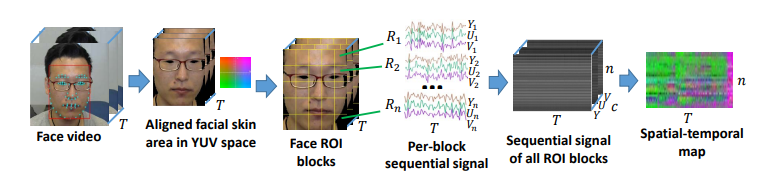 T
Face video
T
Aligned facial skin
area in YUV space
R1
R2
Rn
T
Face ROI
blocks
Y1
U1
V1
Y2
U2
V2
•••
Yn
Un
Vn
T
Per-block
sequential signal
n
T
Y U V
C
Sequential signal
of all ROI blocks
n
T
Spatial-temporal
map